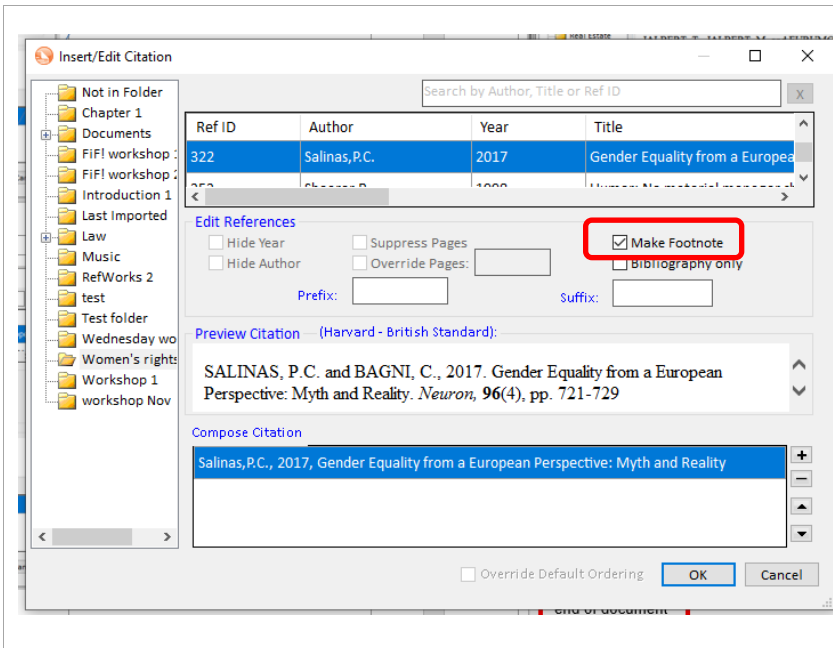 Real Estate
Insert/Edit Citation
Not in Folder
Chapter 1
Documents
FiF! workshop
FiF! workshop 2
Introduction 1
Last Imported
Law
Music
RefWorks 2
test
Test folder
Wednesday wo
Women's rights
Workshop 1
workshop Nov
Search by Author, Title or Ref ID
X
Ref ID Author Year Title
322 Salinas,P.C. 2017 Gender Equality from a Europea
Edit References
Hide Year Suppress Pages Make Footnote
Hide Author Override Pages: Bibliography only
Prefix: Suffix:
Preview Citation (Harvard - British Standard):
SALINAS, P.C. and BAGNI, C., 2017. Gender Equality from a European
Perspective: Myth and Reality. Neuron, 96(4), pp. 721-729
Compose Citation
Salinas,P.C., 2017, Gender Equality from a European Perspective: Myth and Reality
Override Default Ordering OK Cancel
end of document